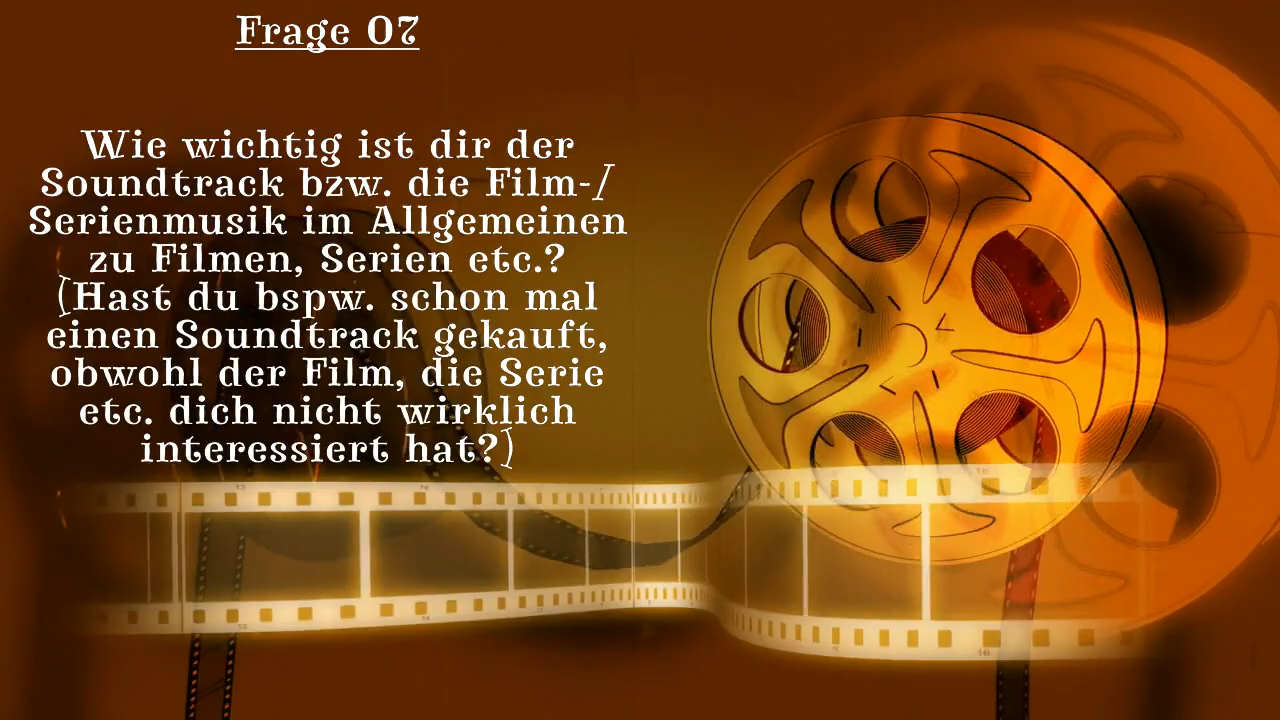 Frage 07
Wie wichtig ist dir der
Soundtrack bzw. die Film-/
Serienmusik im Allgemeinen
zu Filmen, Serien etc.?
(Hast du bspw. schon mal
einen Soundtrack gekauft,
obwohl der Film, die Serie
etc. dich nicht wirklich
interessiert hat?)